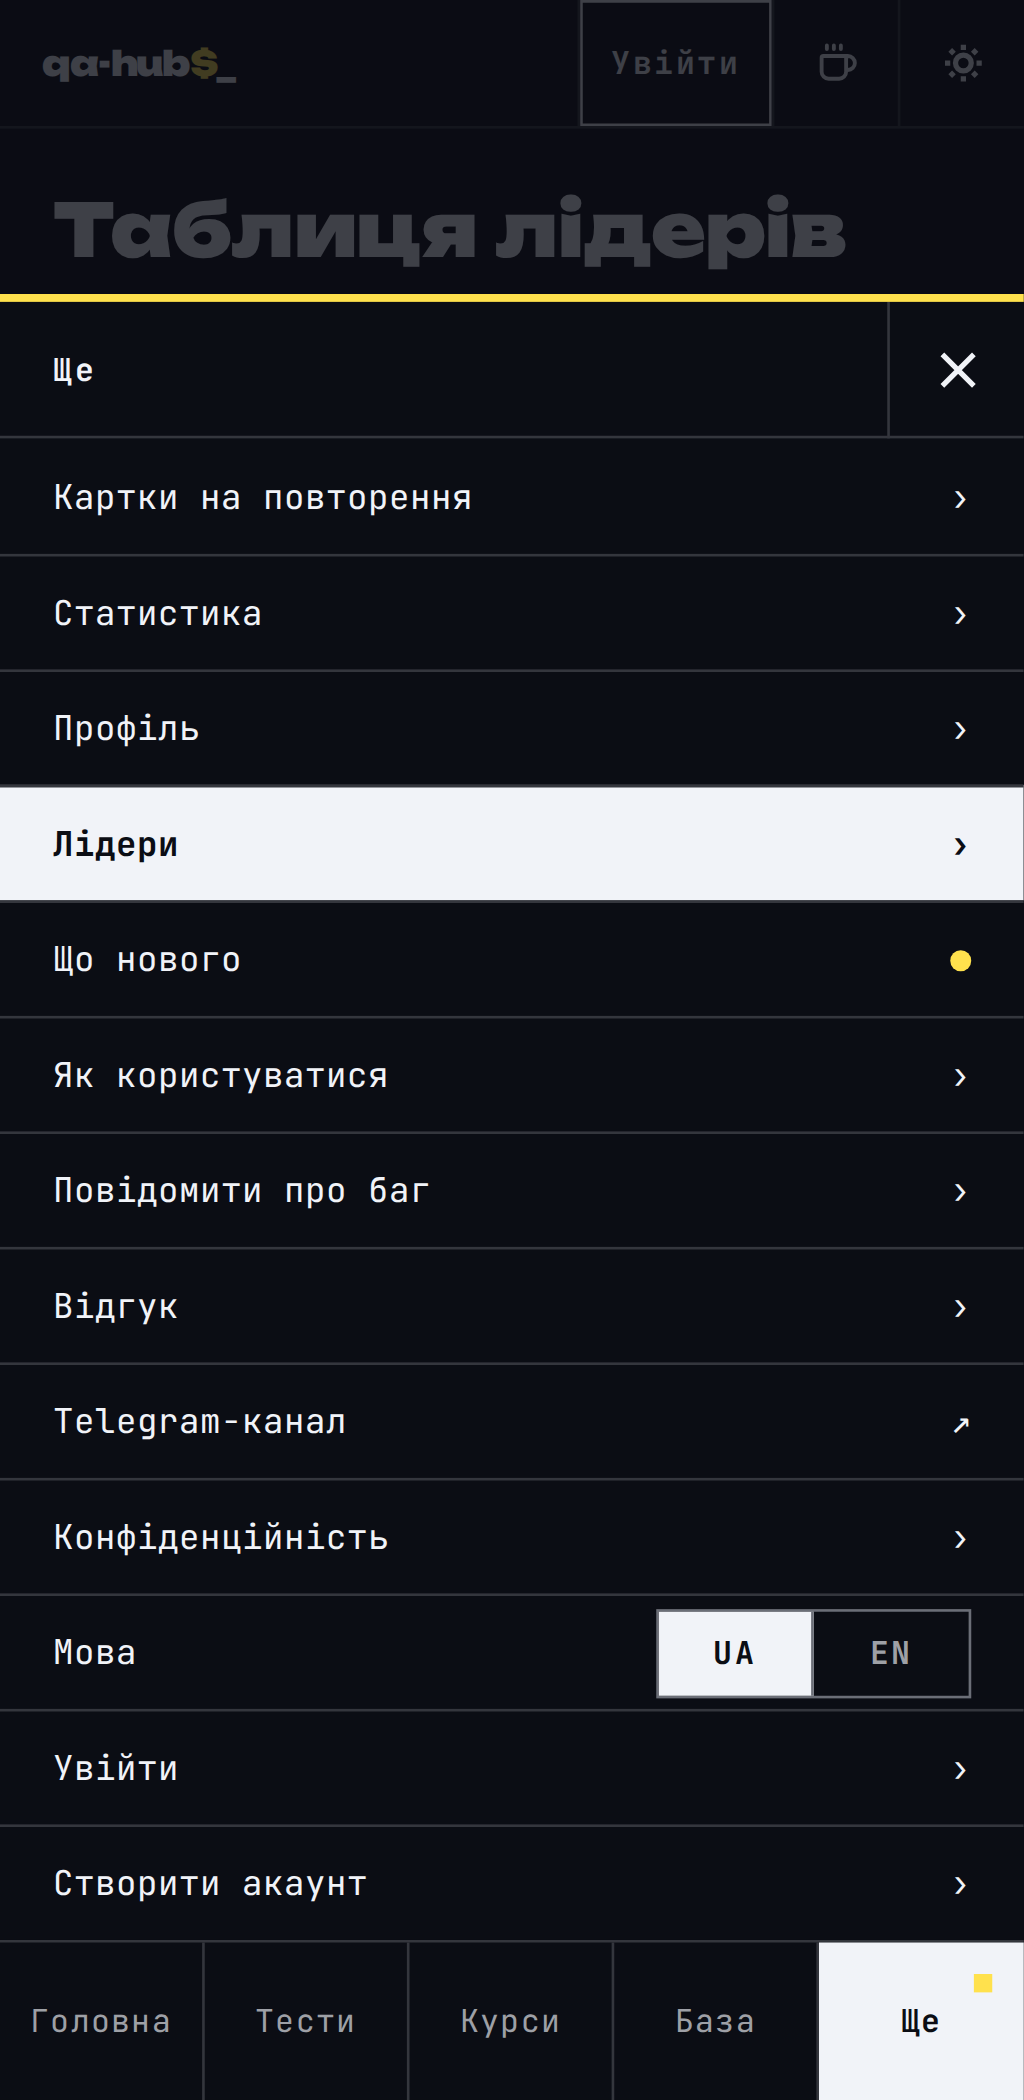 qa-hub$_
Увійти
Таблиця лідерів
Ще
Картки на повторення
Статистика
Профіль
Лідери
Що нового
Як користуватися
Повідомити про баг
Відгук
Telegram-канал
Конфіденційність
Мова UA EN
Увійти
Створити акаунт
Головна Тести Курси База Ще